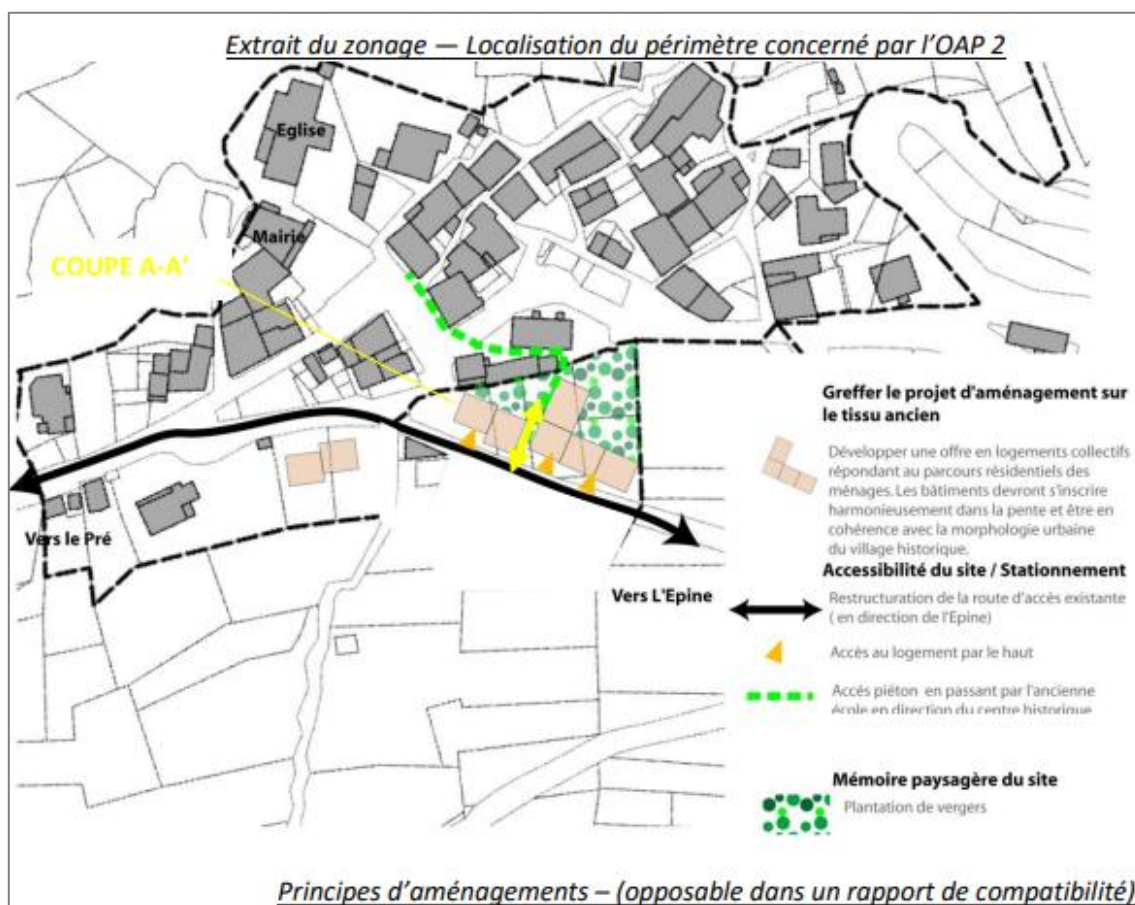 Extrait du zonage — Localisation du périmètre concerné par l'OAP 2
Eglise
Mairie
COUPE A-A'
Vers le Pré
Vers L'Epine
Greffer le projet d'aménagement sur
le tissu ancien
Développer une offre en logements collectifs
répondant au parcours résidentiels des
ménages. Les bâtiments devront s'inscrire
harmonieusement dans la pente et être en
cohérence avec la morphologie urbaine
du village historique.
Accessibilité du site / Stationnement
Restructuration de la route d'accès existante
( en direction de l'Epine)
Accès au logement par le haut
Accés piéton en passant par l'ancienne
école en direction du centre historique
Mémoire paysagère du site
Plantation de vergers
Principes d'aménagements – (opposable dans un rapport de compatibilité)